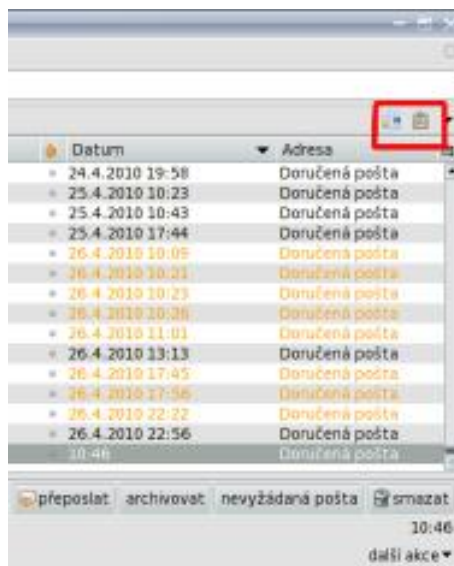 Datum Adresa
24.4.2010 19:58 Doručená pošta
25.4.2010 10:23 Doručená pošta
25.4.2010 10:43 Doručená pošta
25.4.2010 17:44 Doručená pošta
26.4.2010 10:05 Doručená pošta
26.4.2010 10:21 Doručená pošta
26.4.2010 10:23 Doručená pošta
26.4.2010 10:26 Doručená pošta
26.4.2010 11:01 Doručená pošta
26.4.2010 13:13 Doručená pošta
26.4.2010 17:45 Doručená pošta
26.4.2010 17:56 Doručená pošta
26.4.2010 22:22 Doručená pošta
26.4.2010 22:56 Doručená pošta
10:46 Doručená pošta
přeposlat archivovat nevyžádaná pošta smazat
10:46
další akce